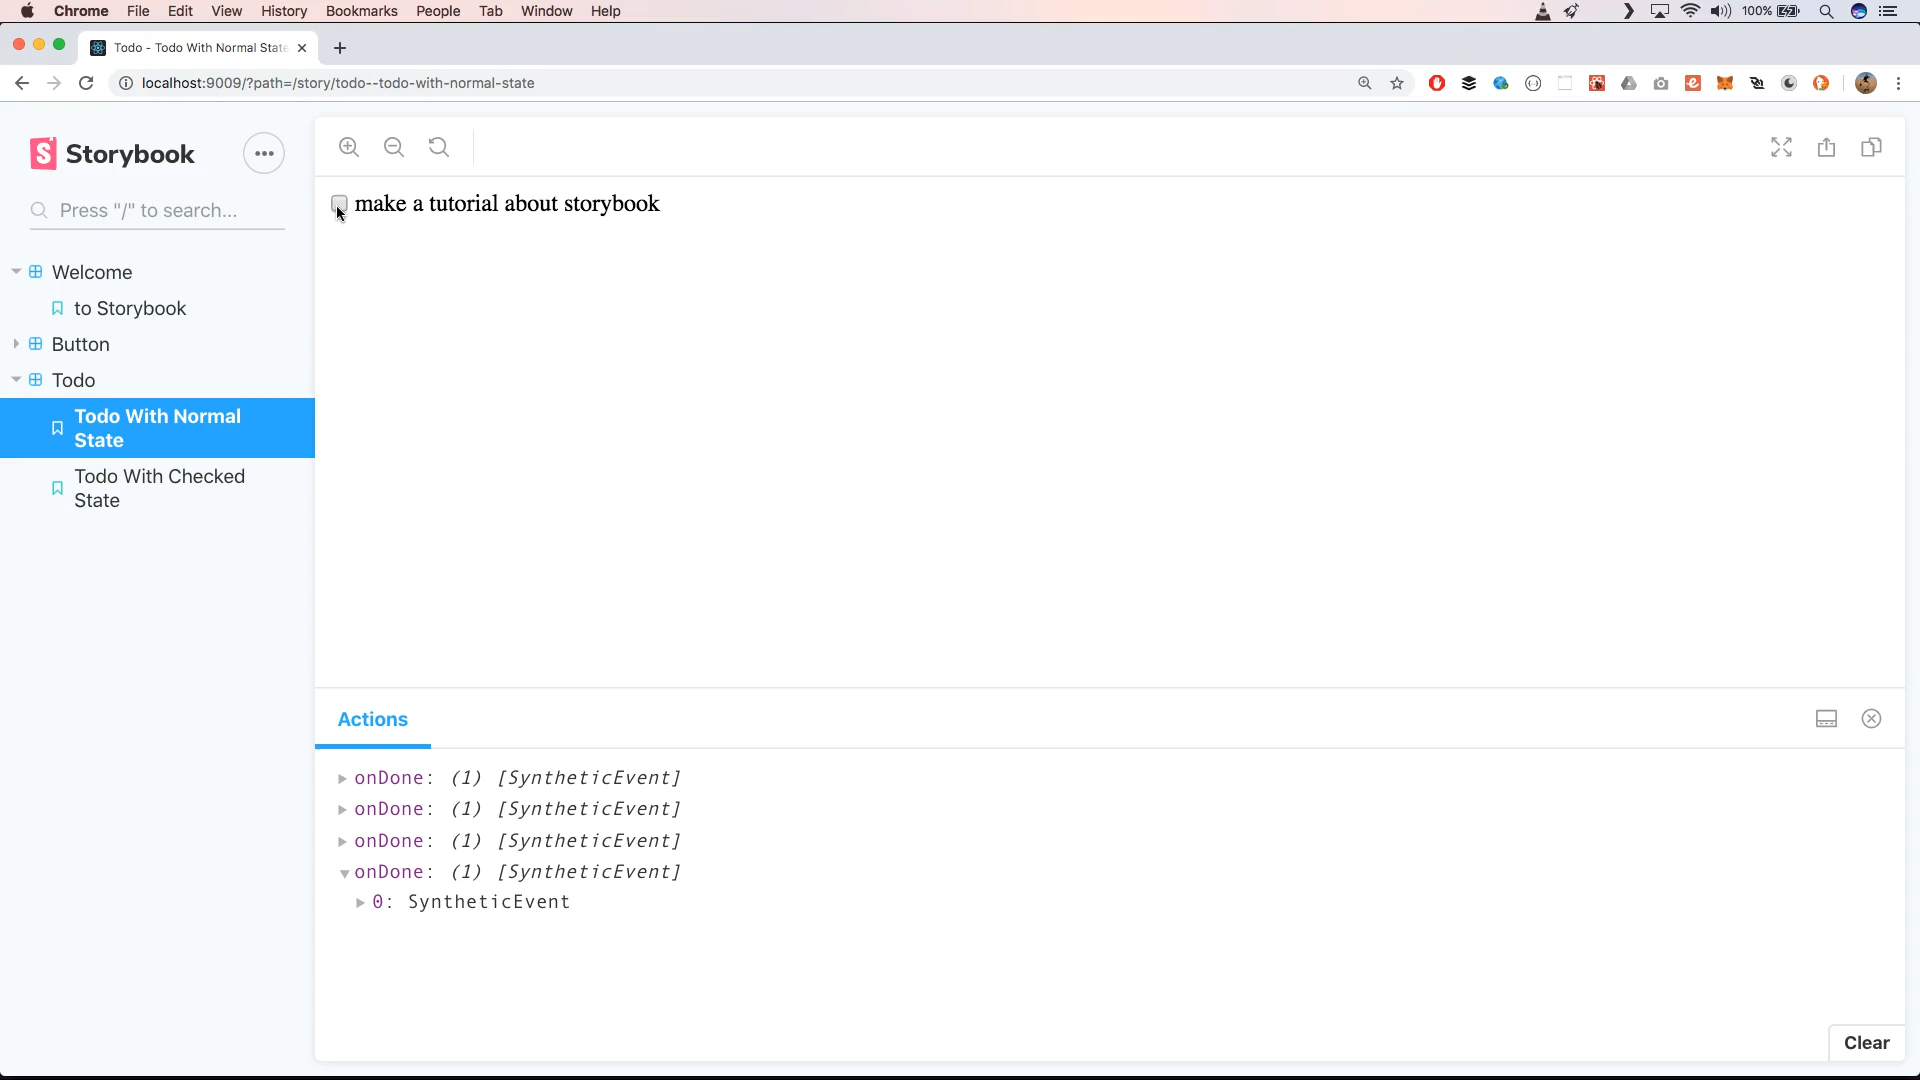 Chrome File Edit View History Bookmarks People Tab Window Help 100%
Todo - Todo With Normal State
localhost:9009/?path=/story/todo--todo-with-normal-state
Storybook
Press "/" to search...
Welcome
to Storybook
Button
Todo
Todo With Normal
State
Todo With Checked
State
make a tutorial about storybook
Actions
onDone: (1) [SyntheticEvent]
onDone: (1) [SyntheticEvent]
onDone: (1) [SyntheticEvent]
onDone: (1) [SyntheticEvent]
0: SyntheticEvent
Clear